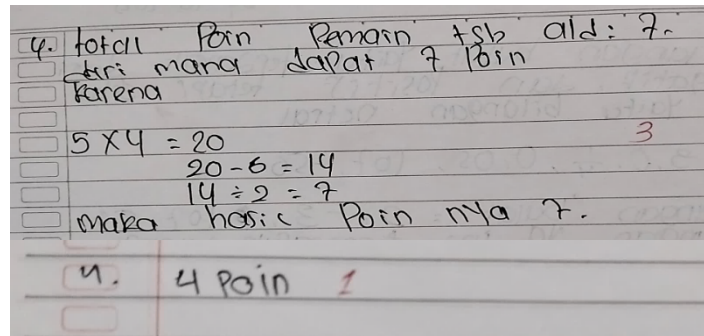 4. total Poin Pemain tsb ald: 7.
dari mana dapat 7 Poin
karena
5 X 4 = 20
3
20 - 6 = 14
14 ÷ 2 = 7
maka hasil Poin nya 7.
4. 4 Poin 1